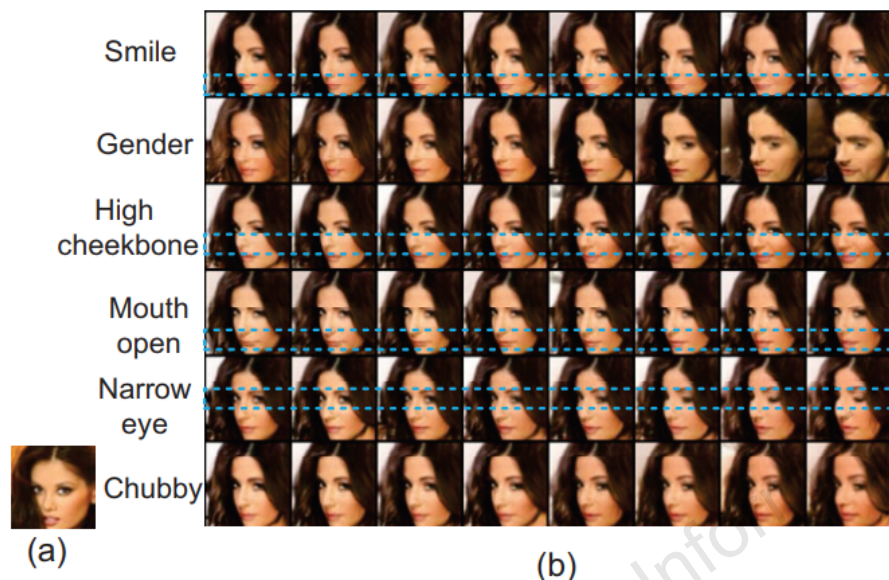 Smile
Gender
High
cheekbone
Mouth
open
Narrow
eye
Chubby
(a)
(b)